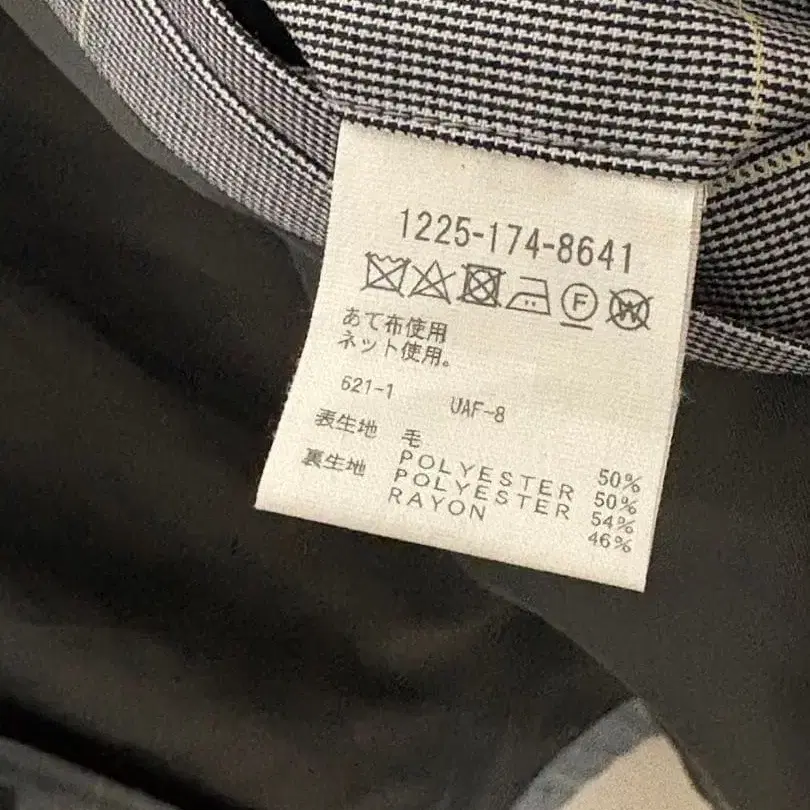 1225-174-8641
F W
あて布使用
ネット使用。
621-1 UAF-8
表生地 毛 50%
POLYESTER 50%
裏生地 POLYESTER 54%
RAYON 46%